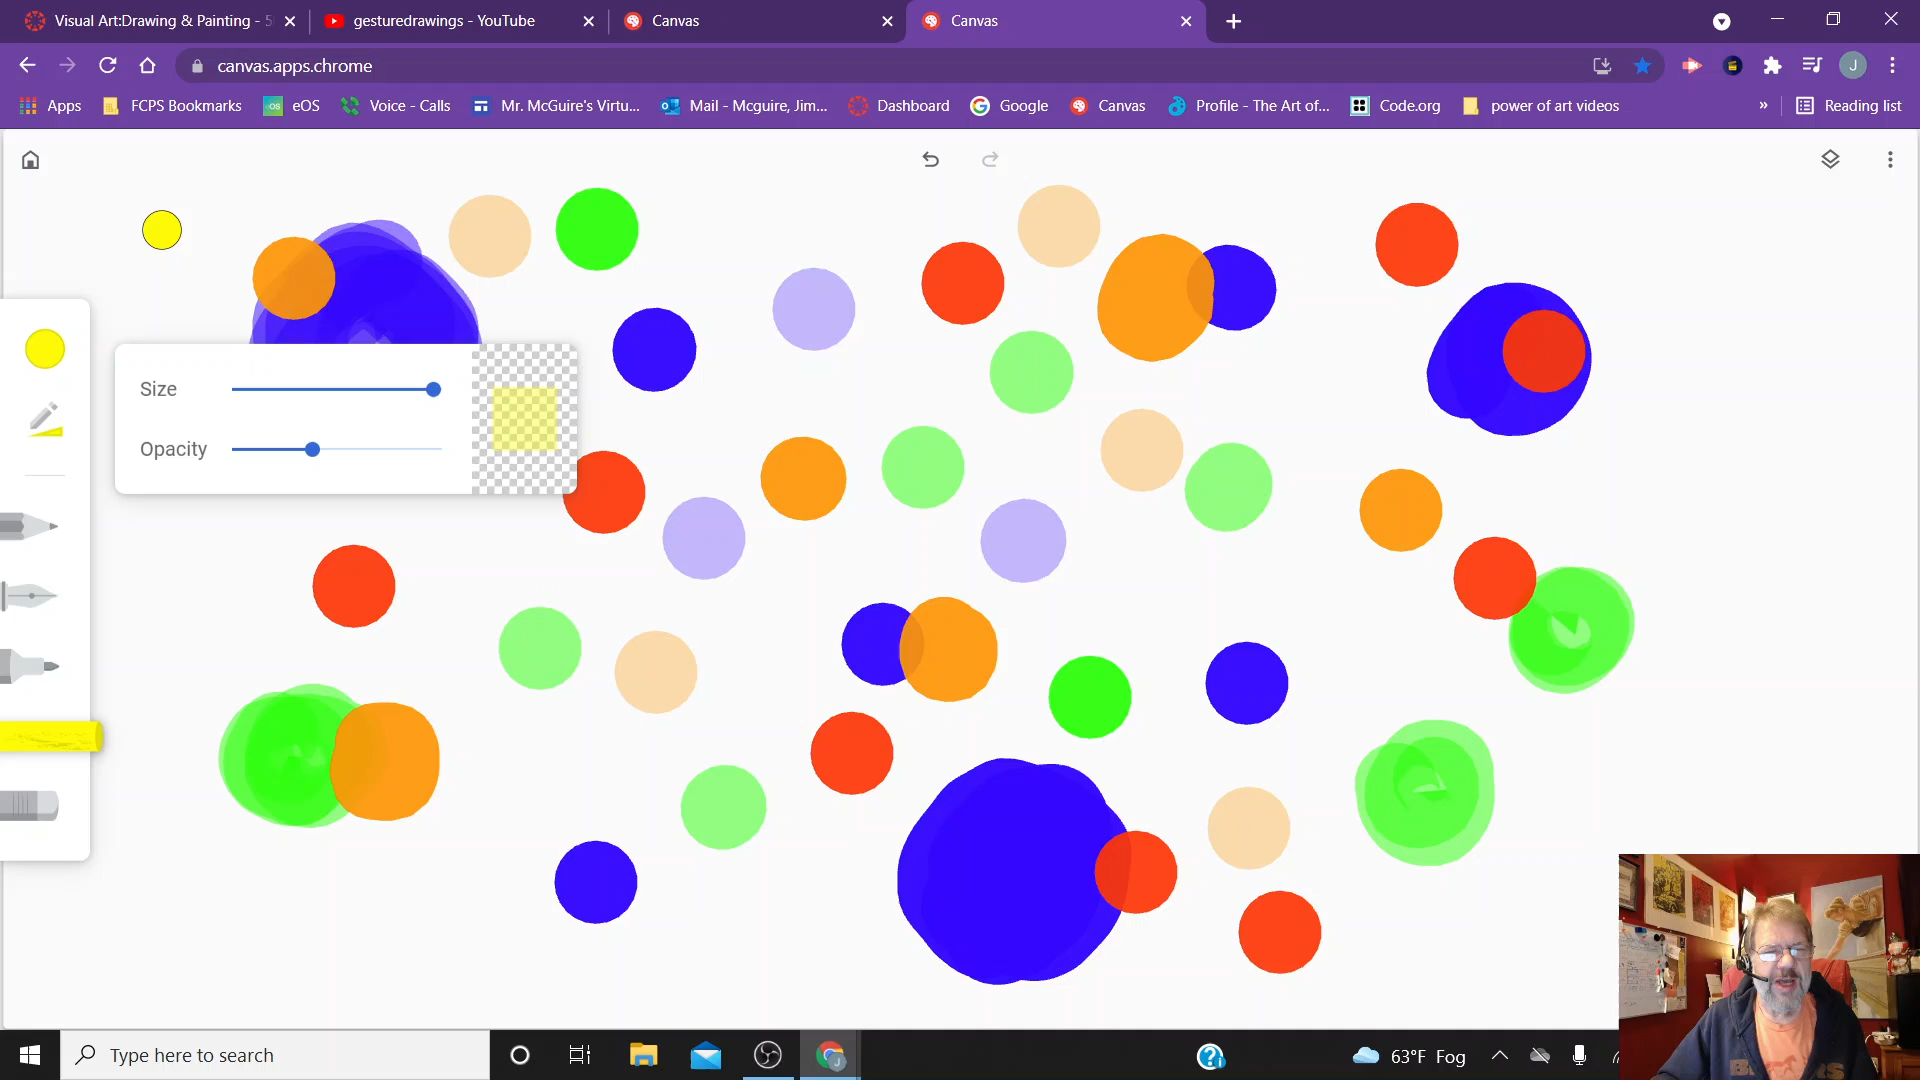 Visual Art:Drawing & Painting - 5
gesturedrawings - YouTube
Canvas
Canvas
canvas.apps.chrome
J
Apps
FCPS Bookmarks
eOS
Voice - Calls
Mr. McGuire's Virtu...
Mail - Mcguire, Jim...
Dashboard
Google
Canvas
Profile - The Art of...
Code.org
power of art videos
»
Reading list
Size
Opacity
Type here to search
63°F Fog